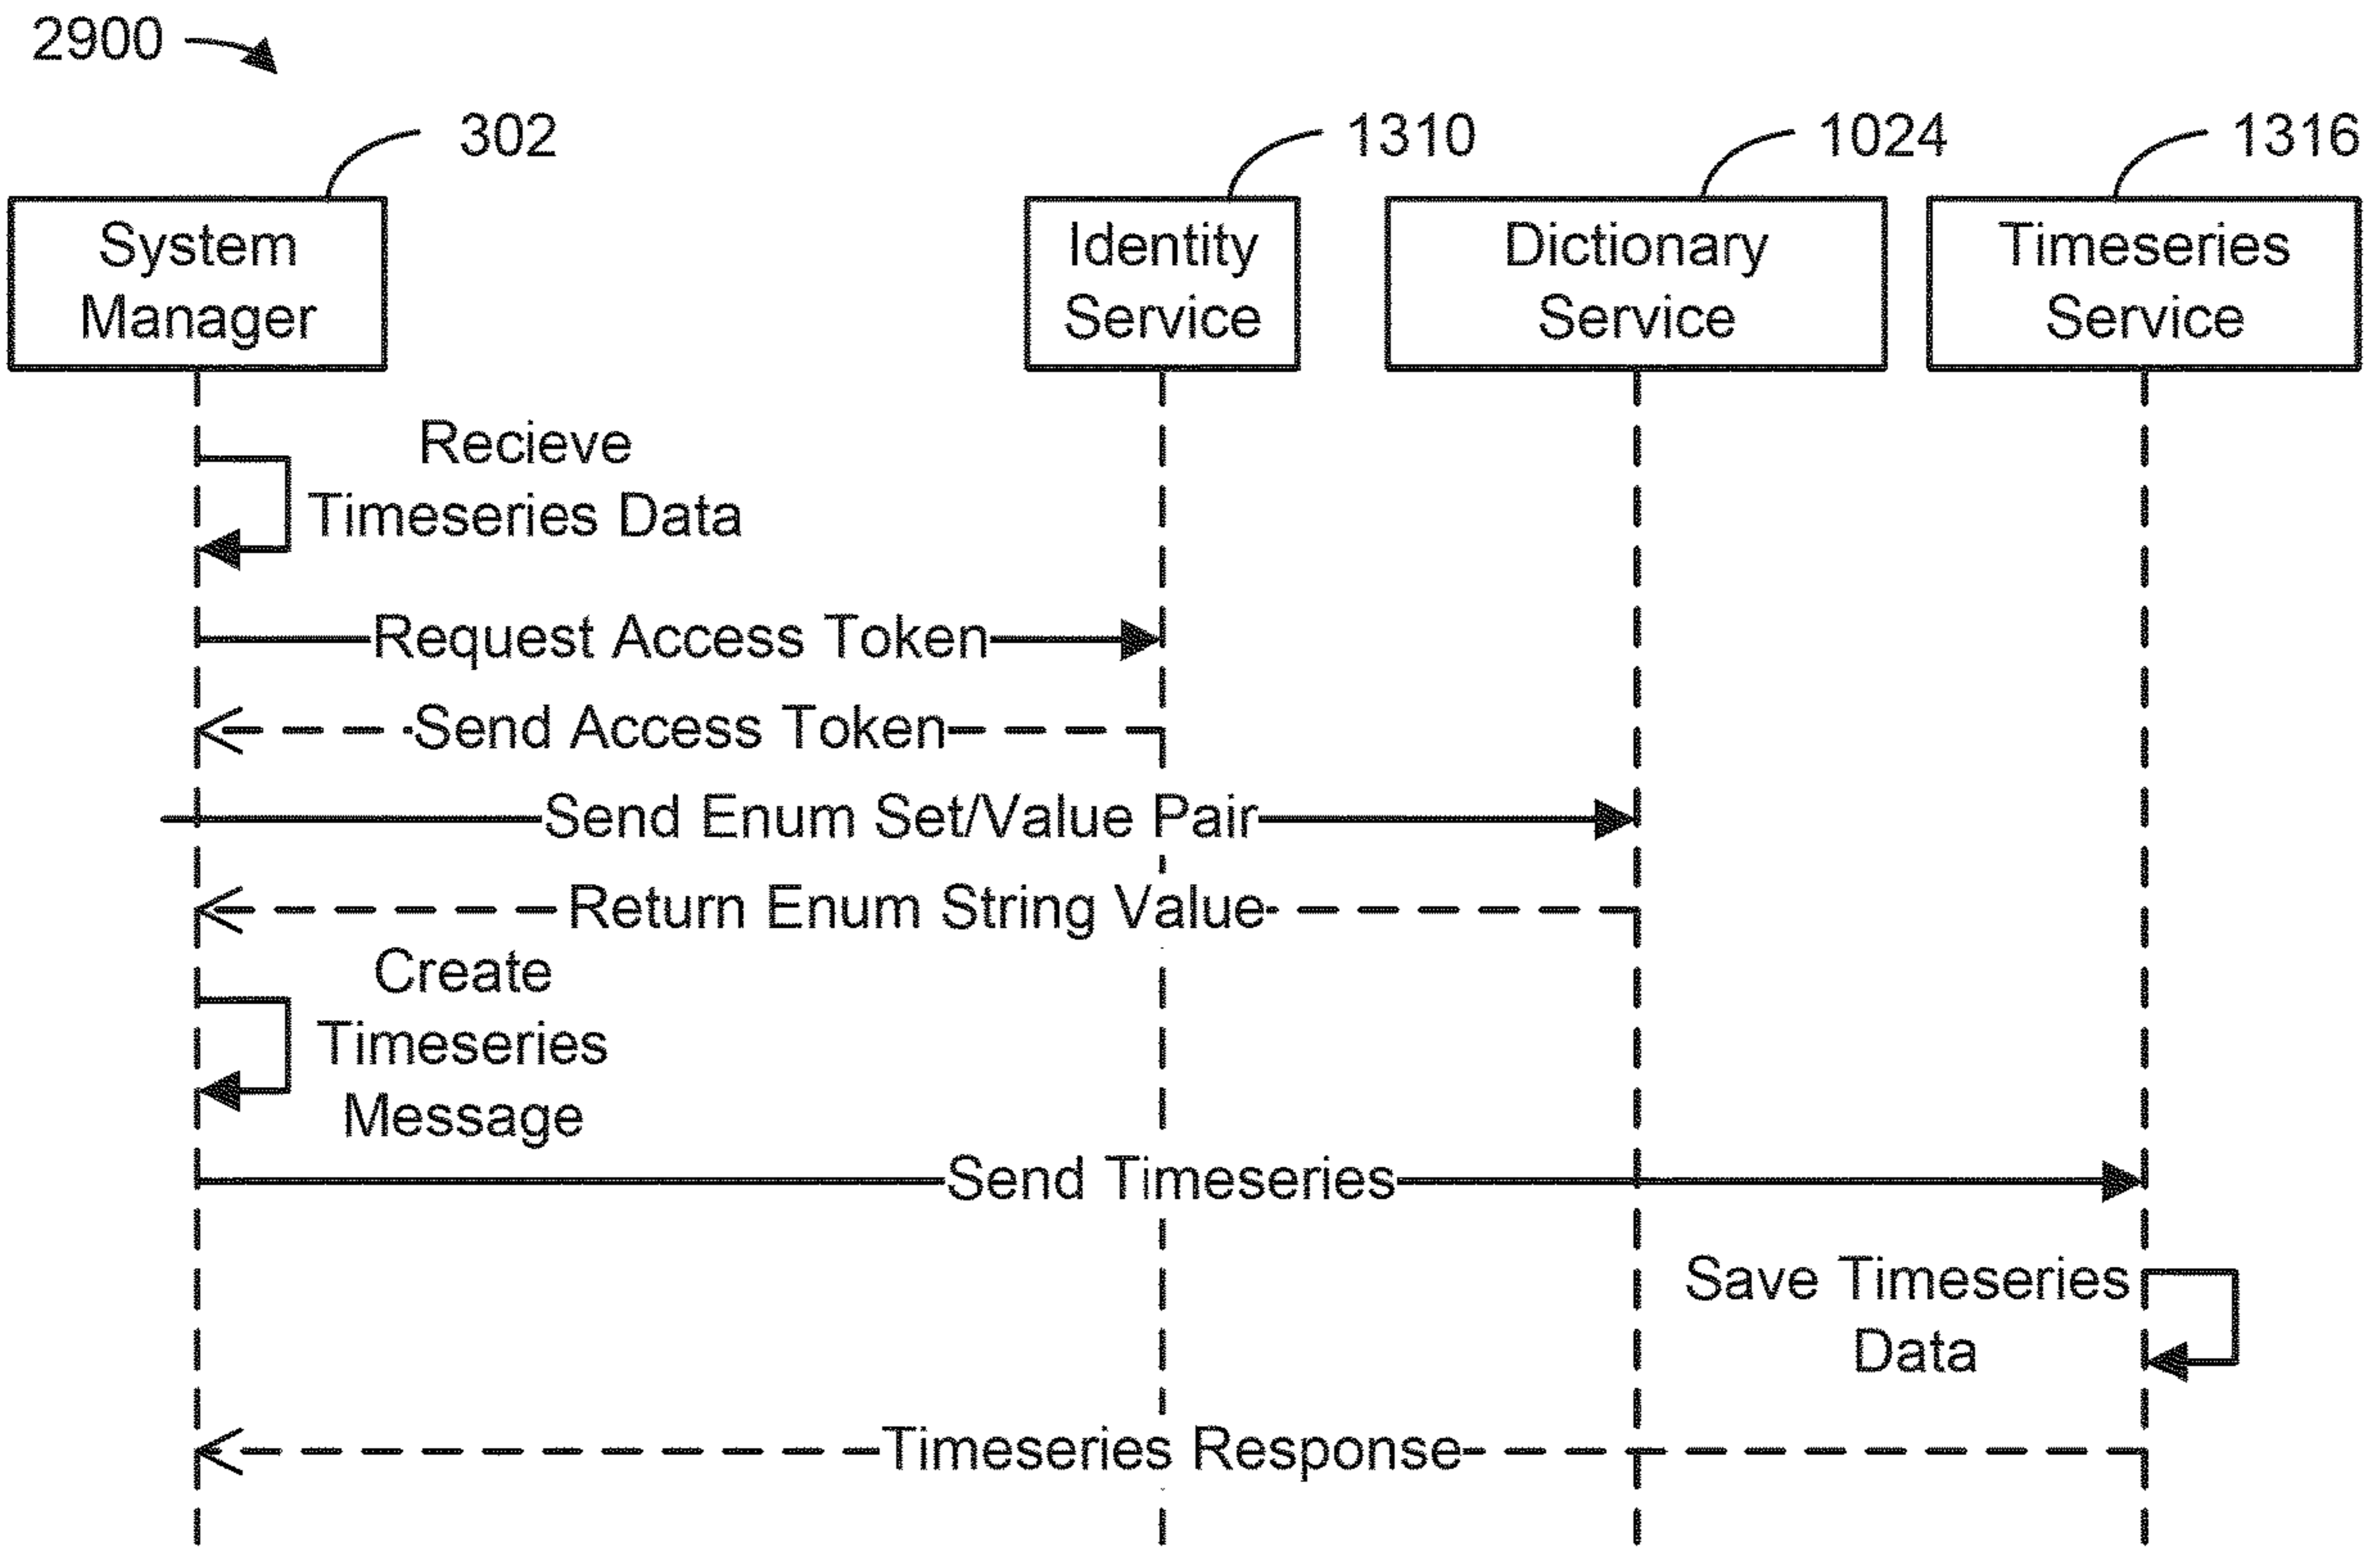 2900
302
1310
1024
1316
System
Manager
Identity
Service
Dictionary
Service
Timeseries
Service
Recieve
Timeseries Data
Request Access Token
Send Access Token
Send Enum Set/Value Pair
Return Enum String Value
Create
Timeseries
Message
Send Timeseries
Save Timeseries
Data
Timeseries Response